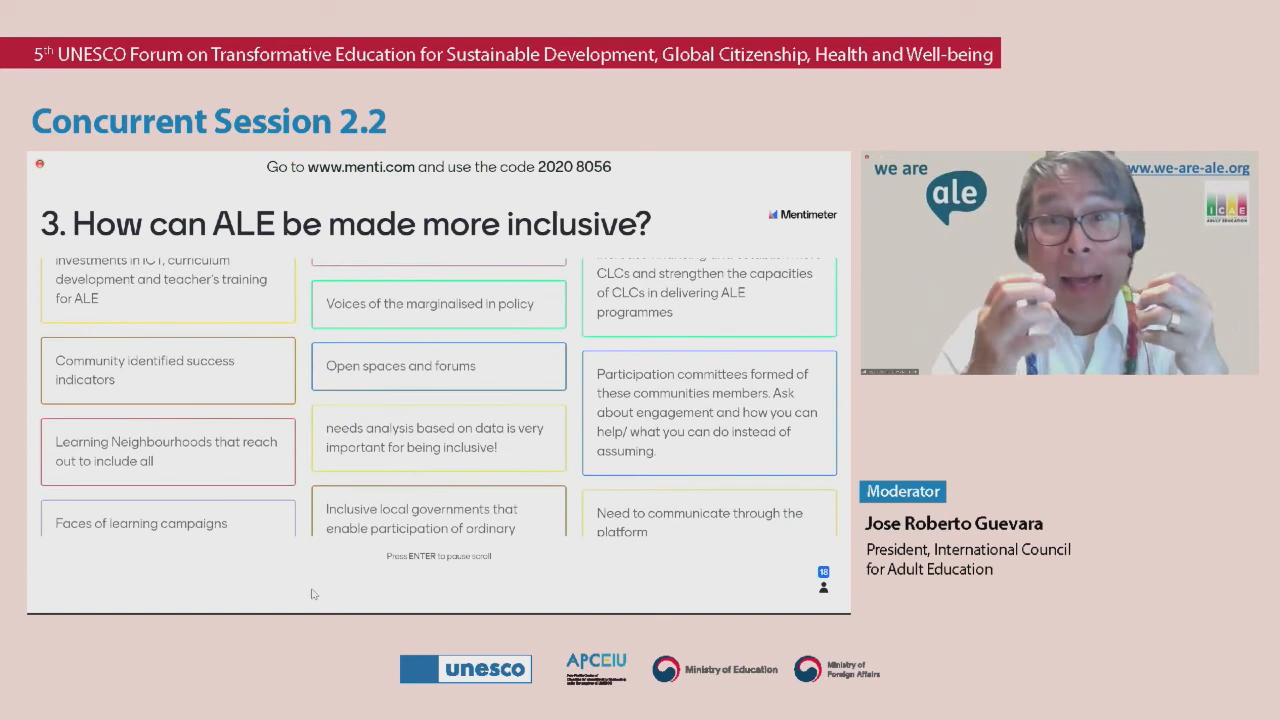 5th UNESCO Forum on Transformative Education for Sustainable Development, Global Citizenship, Health and Well-being
Concurrent Session 2.2
Go to www.menti.com and use the code 2020 8056
3. How can ALE be made more inclusive?
Mentimeter
investments in ICT, curriculum
development and teacher's training
for ALE
Community identified success
indicators
Learning Neighbourhoods that reach
out to include all
Faces of learning campaigns
Voices of the marginalised in policy
Open spaces and forums
needs analysis based on data is very
important for being inclusive!
Inclusive local governments that
enable participation of ordinary
CLCs and strengthen the capacities
of CLCs in delivering ALE
programmes
Participation committees formed of
these communities members. Ask
about engagement and how you can
help/ what you can do instead of
assuming.
Need to communicate through the
platform
Press ENTER to pause scroll
18
we are
ale
www.we-are-ale.org
ICAE
ADULT EDUCATION
Moderator
Jose Roberto Guevara
President, International Council
for Adult Education
unesco
APCEIU
Ministry of Education
Ministry of
Foreign Affairs